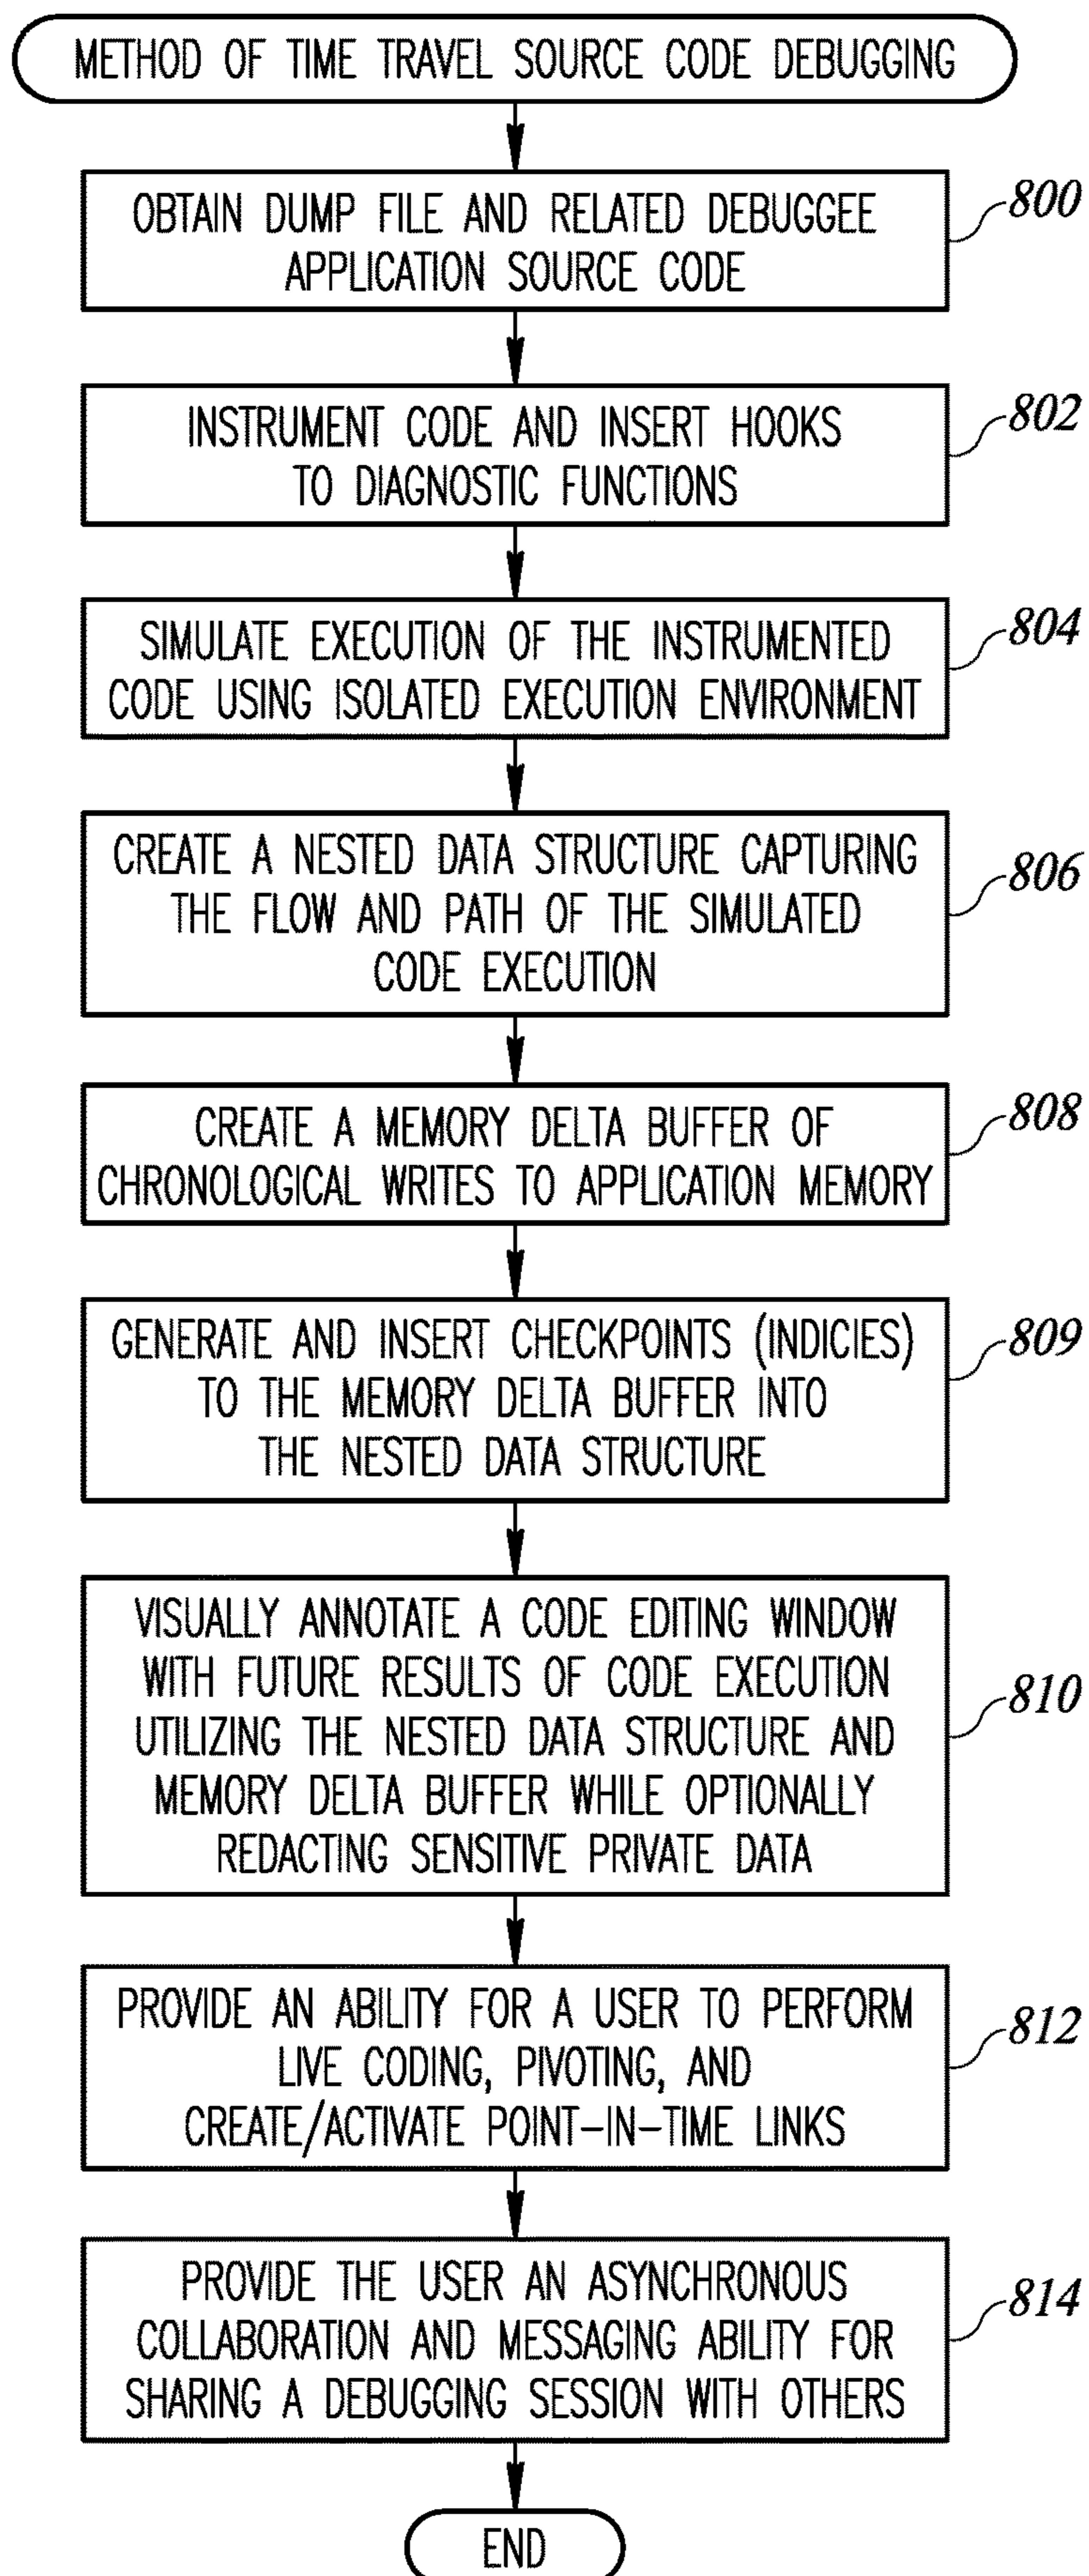 METHOD OF TIME TRAVEL SOURCE CODE DEBUGGING
OBTAIN DUMP FILE AND RELATED DEBUGGEE
APPLICATION SOURCE CODE
800
INSTRUMENT CODE AND INSERT HOOKS
TO DIAGNOSTIC FUNCTIONS
802
SIMULATE EXECUTION OF THE INSTRUMENTED
CODE USING ISOLATED EXECUTION ENVIRONMENT
804
CREATE A NESTED DATA STRUCTURE CAPTURING
THE FLOW AND PATH OF THE SIMULATED
CODE EXECUTION
806
CREATE A MEMORY DELTA BUFFER OF
CHRONOLOGICAL WRITES TO APPLICATION MEMORY
808
GENERATE AND INSERT CHECKPOINTS (INDICIES)
TO THE MEMORY DELTA BUFFER INTO
THE NESTED DATA STRUCTURE
809
VISUALLY ANNOTATE A CODE EDITING WINDOW
WITH FUTURE RESULTS OF CODE EXECUTION
UTILIZING THE NESTED DATA STRUCTURE AND
MEMORY DELTA BUFFER WHILE OPTIONALLY
REDACTING SENSITIVE PRIVATE DATA
810
PROVIDE AN ABILITY FOR A USER TO PERFORM
LIVE CODING, PIVOTING, AND
CREATE/ACTIVATE POINT-IN-TIME LINKS
812
PROVIDE THE USER AN ASYNCHRONOUS
COLLABORATION AND MESSAGING ABILITY FOR
SHARING A DEBUGGING SESSION WITH OTHERS
814
END